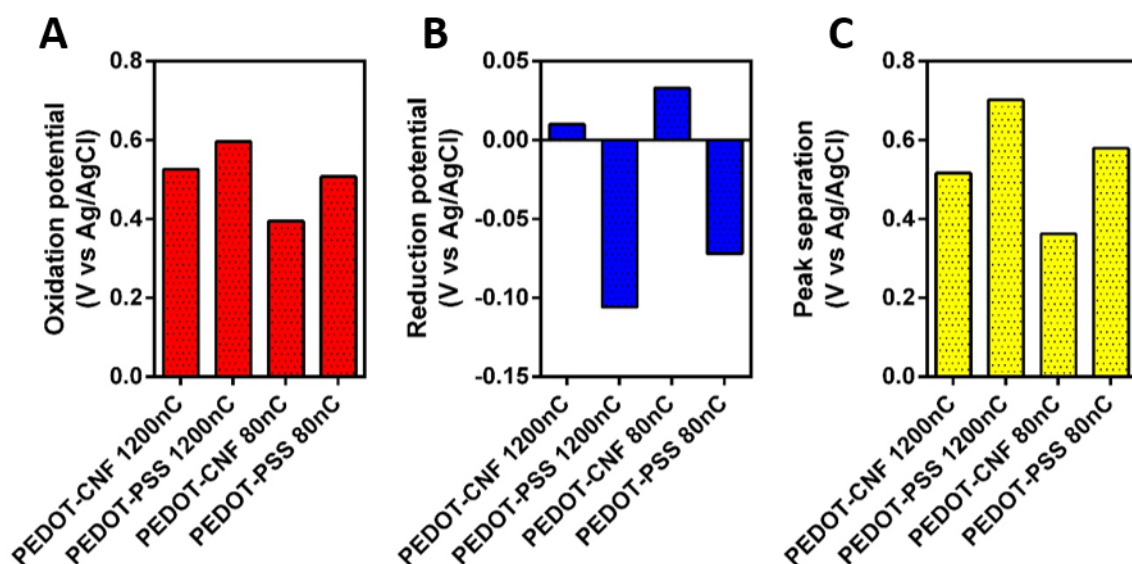 A
Oxidation potential
(V vs Ag/AgCl)
0.8
0.6
0.4
0.2
0.0
PEDOT-CNF 1200nC
PEDOT-PSS 1200nC
PEDOT-CNF 80nC
PEDOT-PSS 80nC
B
Reduction potential
(V vs Ag/AgCl)
0.05
0.00
-0.05
-0.10
-0.15
PEDOT-CNF 1200nC
PEDOT-PSS 1200nC
PEDOT-CNF 80nC
PEDOT-PSS 80nC
C
Peak separation
(V vs Ag/AgCl)
0.8
0.6
0.4
0.2
0.0
PEDOT-CNF 1200nC
PEDOT-PSS 1200nC
PEDOT-CNF 80nC
PEDOT-PSS 80nC